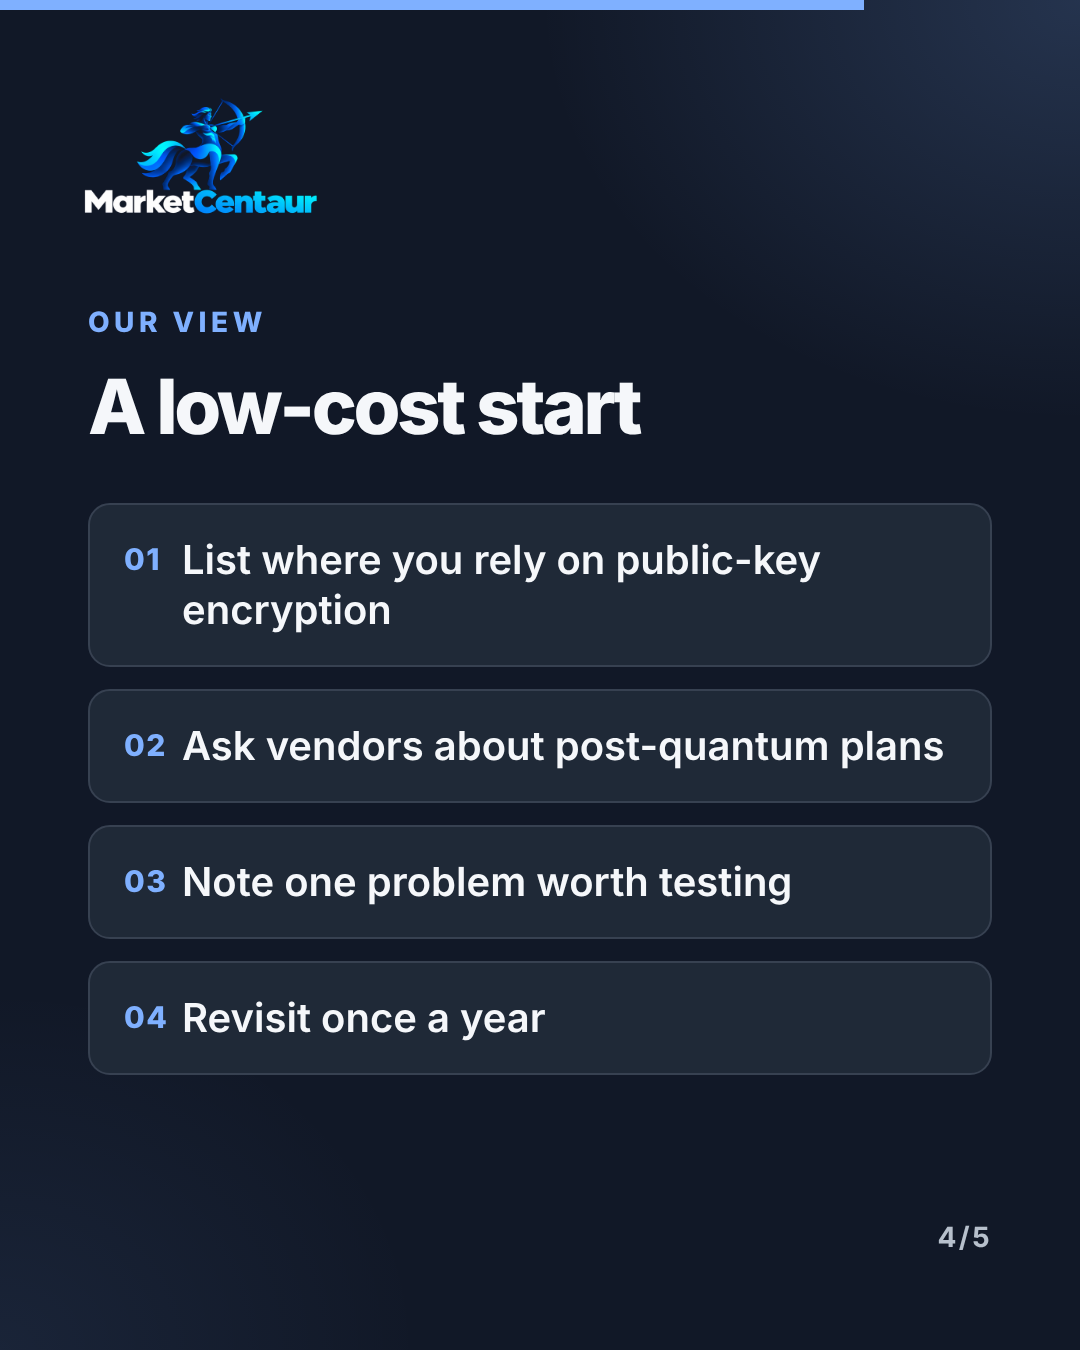 MarketCentaur
OUR VIEW
A low-cost start
01 List where you rely on public-key
encryption
02 Ask vendors about post-quantum plans
03 Note one problem worth testing
04 Revisit once a year
4/5